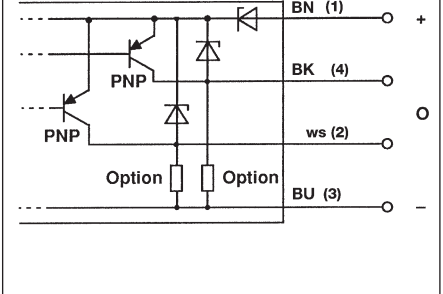 BN (1)
+
PNP
BK (4)
O
PNP
ws (2)
Option
Option
BU (3)
−